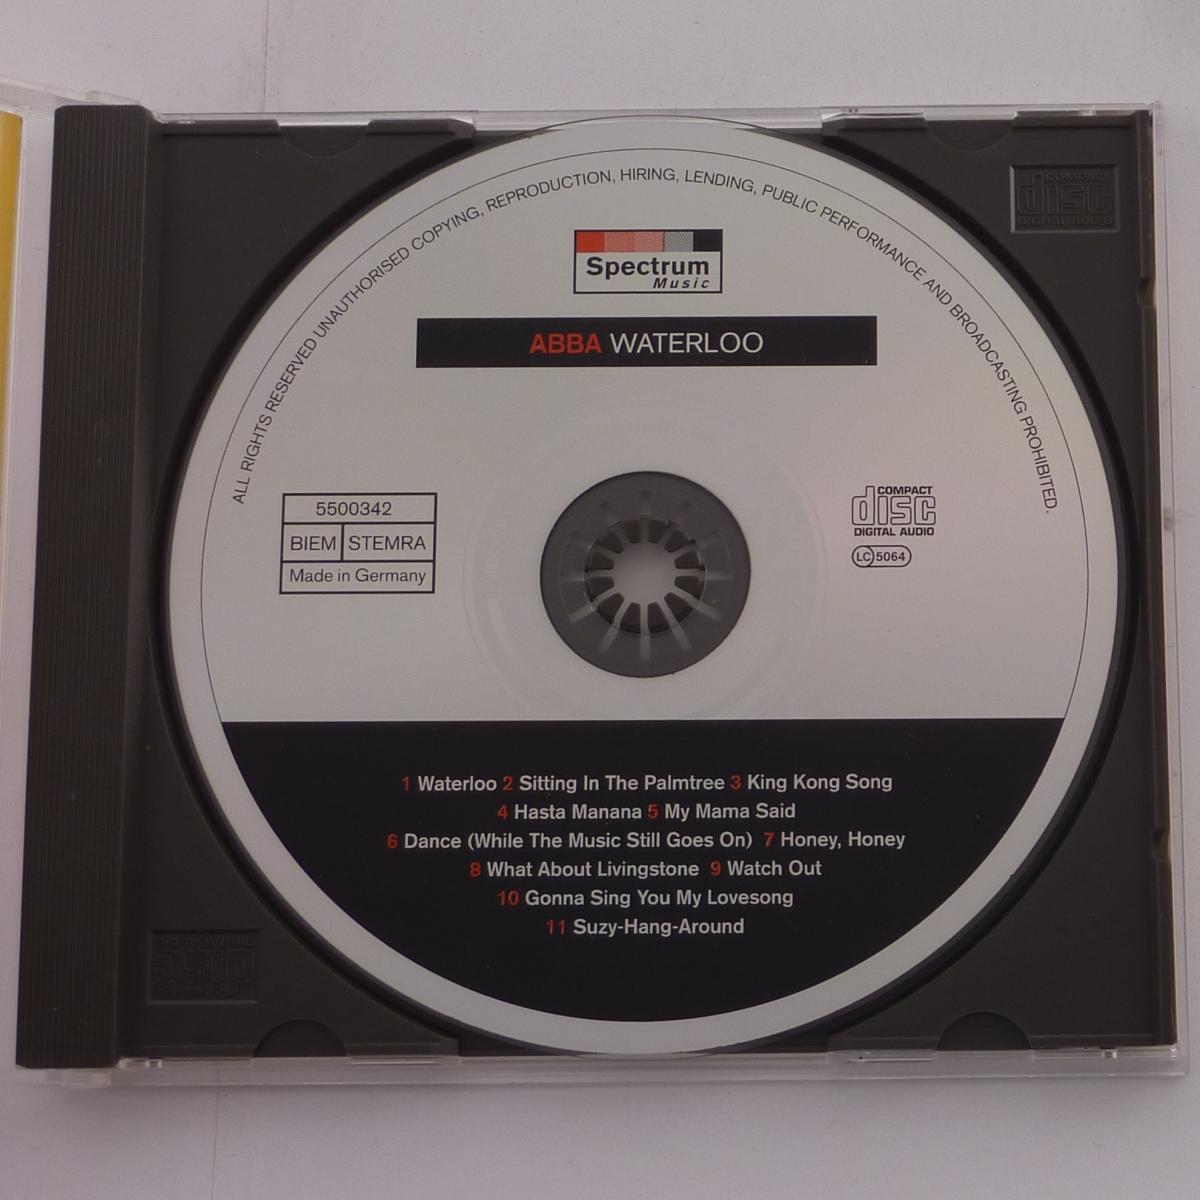 ALL RIGHTS RESERVED UNAUTHORISED COPYING, REPRODUCTION, HIRING, LENDING, PUBLIC PERFORMANCE AND BROADCASTING PROHIBITED.
COMPACT
disc
DIGITAL AUDIO
Spectrum
Music
ABBA WATERLOO
5500342
BIEM STEMRA
Made in Germany
COMPACT
disc
DIGITAL AUDIO
LC 5064
1 Waterloo 2 Sitting In The Palmtree 3 King Kong Song
4 Hasta Manana 5 My Mama Said
6 Dance (While The Music Still Goes On) 7 Honey, Honey
8 What About Livingstone 9 Watch Out
10 Gonna Sing You My Lovesong
11 Suzy-Hang-Around
COMPACT
disc
DIGITAL AUDIO